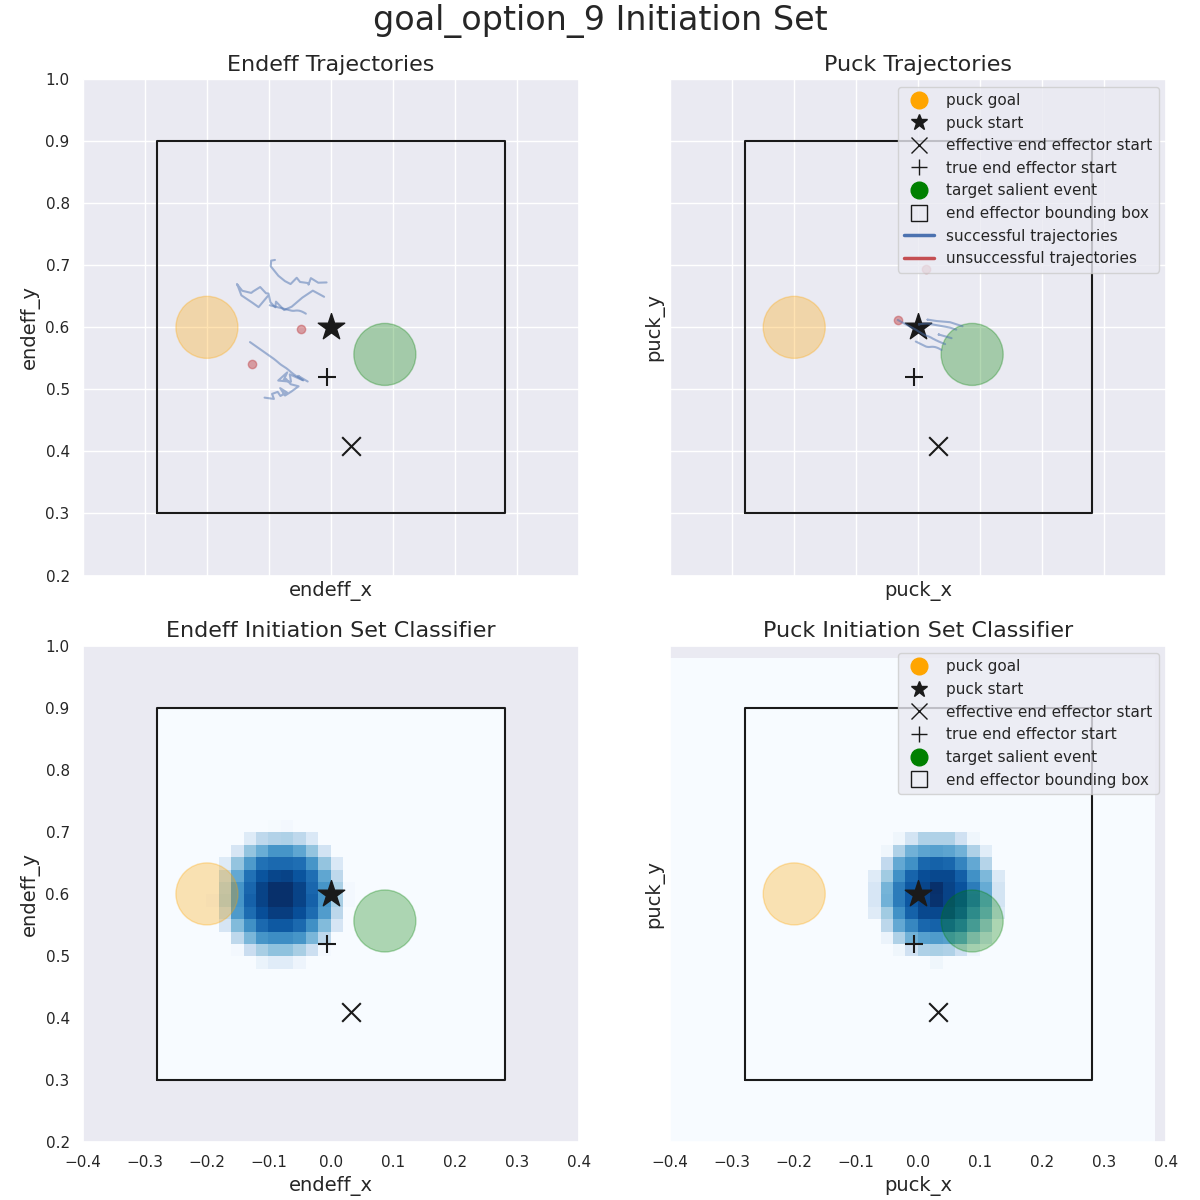 goal_option_9 Initiation Set
Endeff Trajectories
Puck Trajectories
1.0
0.9
0.8
0.7
0.6
0.5
0.4
0.3
0.2
endeff_y
endeff_x
puck_y
puck_x
puck goal
puck start
effective end effector start
true end effector start
target salient event
end effector bounding box
successful trajectories
unsuccessful trajectories
Endeff Initiation Set Classifier
Puck Initiation Set Classifier
1.0
0.9
0.8
0.7
0.6
0.5
0.4
0.3
0.2
endeff_y
−0.4 −0.3 −0.2 −0.1 0.0 0.1 0.2 0.3 0.4
endeff_x
puck_y
puck goal
puck start
effective end effector start
true end effector start
target salient event
end effector bounding box
−0.4 −0.3 −0.2 −0.1 0.0 0.1 0.2 0.3 0.4
puck_x